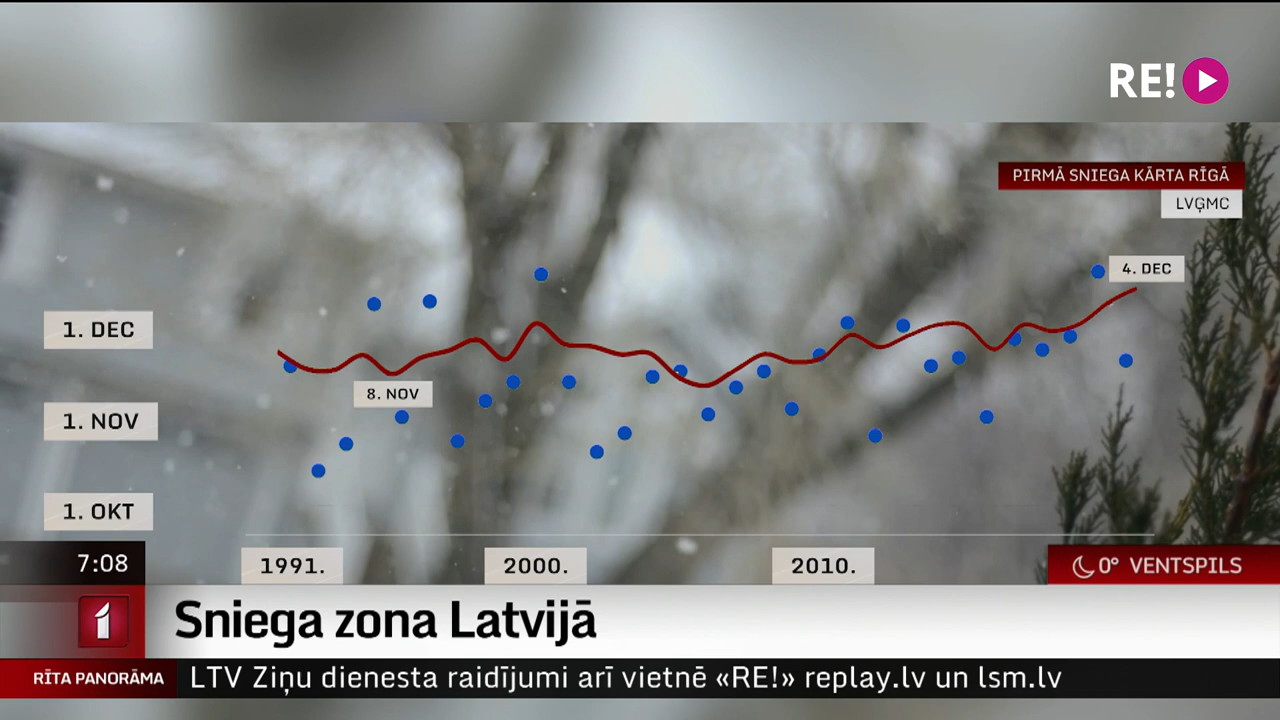 RE!
PIRMĀ SNIEGA KĀRTA RĪGĀ
LVĢMC
4. DEC
1. DEC
8. NOV
1. NOV
1. OKT
1991.
2000.
2010.
7:08
0° VENTSPILS
1
Sniega zona Latvijā
RĪTA PANORĀMA
LTV Ziņu dienesta raidījumi arī vietnē «RE!» replay.lv un lsm.lv